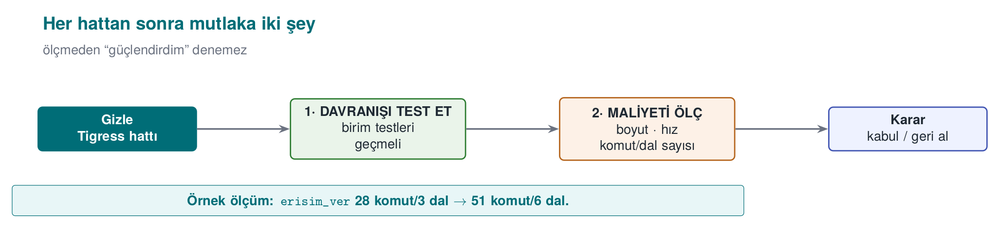 Her hattan sonra mutlaka iki şey
ölçmeden “güçlendirdim” denemez
Gizle
Tigress hattı
1· DAVRANIŞI TEST ET
birim testleri
geçmeli
2· MALİYETİ ÖLÇ
boyut · hız
komut/dal sayısı
Karar
kabul / geri al
Örnek ölçüm: erisim_ver 28 komut/3 dal → 51 komut/6 dal.